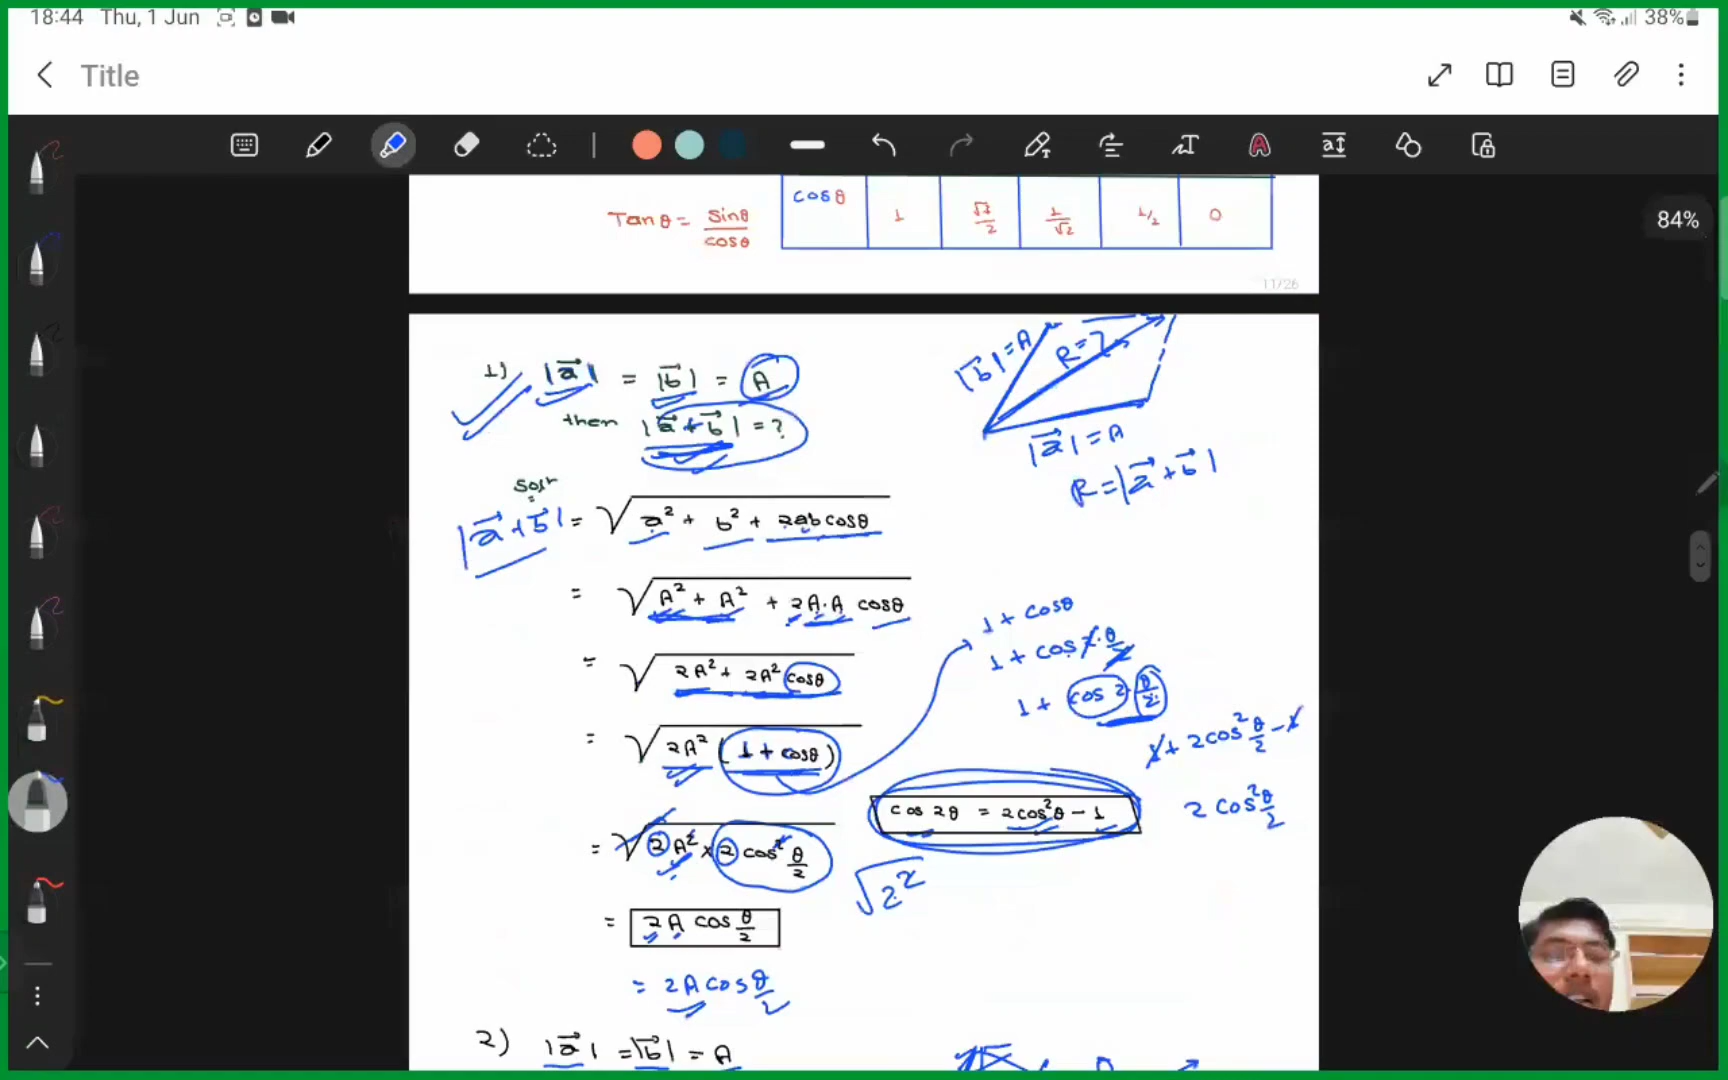 18:44 Thu, 1 Jun
38%
Title
84%
cosθ 1 √3/2 1/√2 1/2 0
Tanθ = sinθ/cosθ
11/26
1) |a⃗| = |b⃗| = A
then |a⃗+b⃗| = ?
|b⃗| = A
R = ?
|a⃗| = A
R = |a⃗+b⃗|
Solⁿ
|a⃗+b⃗| = √(a² + b² + 2ab cosθ)
= √(A² + A² + 2A·A cosθ)
= √(2A² + 2A² cosθ)
= √(2A² (1 + cosθ))
= √(2A² × 2 cos² θ/2)
= 2A cos θ/2
= 2A cos θ/2
1 + cosθ
1 + cos 2·θ/2
1 + cos 2 θ/2
1 + 2cos² θ/2 − 1
2 cos² θ/2
cos 2θ = 2cos²θ − 1
√2²
2) |a⃗| = |b⃗| = A